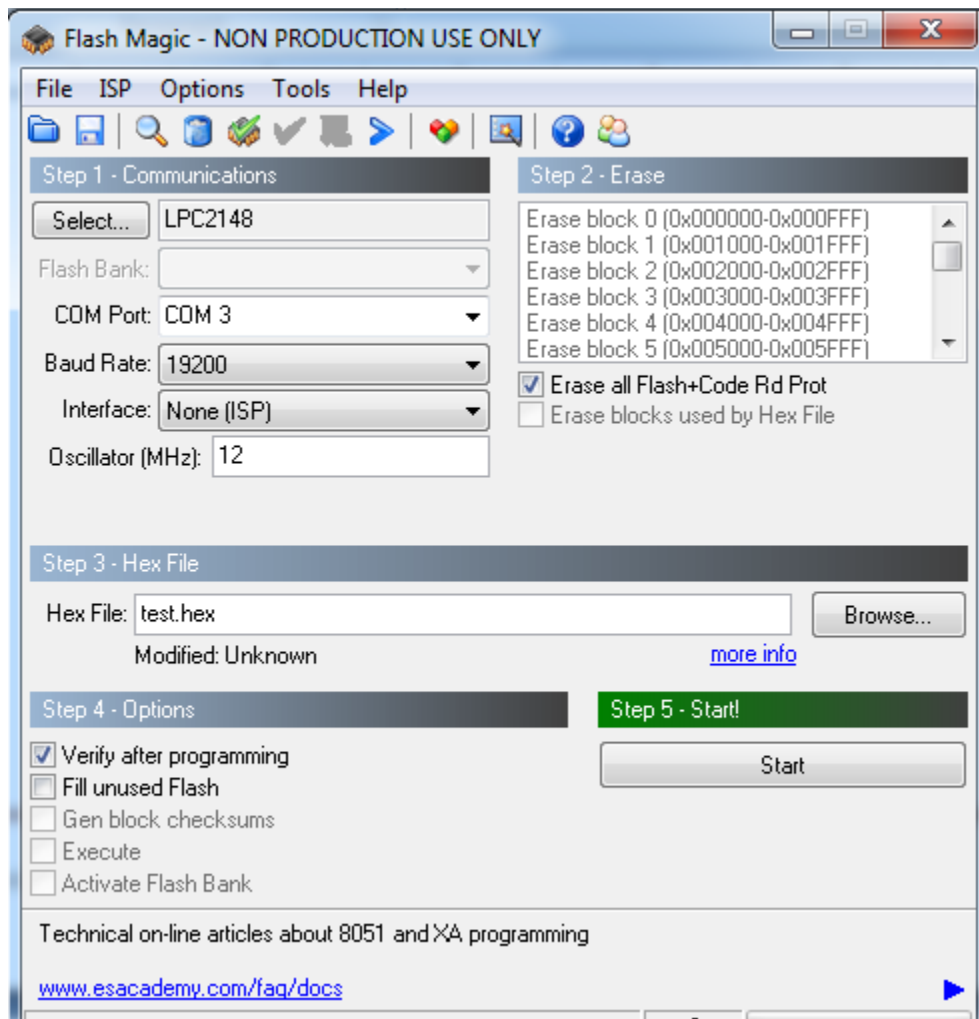 Flash Magic - NON PRODUCTION USE ONLY
File ISP Options Tools Help
Step 1 - Communications
Select... LPC2148
Flash Bank:
COM Port: COM 3
Baud Rate: 19200
Interface: None (ISP)
Oscillator (MHz): 12
Step 2 - Erase
Erase block 0 (0x000000-0x000FFF)
Erase block 1 (0x001000-0x001FFF)
Erase block 2 (0x002000-0x002FFF)
Erase block 3 (0x003000-0x003FFF)
Erase block 4 (0x004000-0x004FFF)
Erase block 5 (0x005000-0x005FFF)
Erase all Flash+Code Rd Prot
Erase blocks used by Hex File
Step 3 - Hex File
Hex File: test.hex Browse...
Modified: Unknown more info
Step 4 - Options
Verify after programming
Fill unused Flash
Gen block checksums
Execute
Activate Flash Bank
Step 5 - Start!
Start
Technical on-line articles about 8051 and XA programming
www.esacademy.com/faq/docs